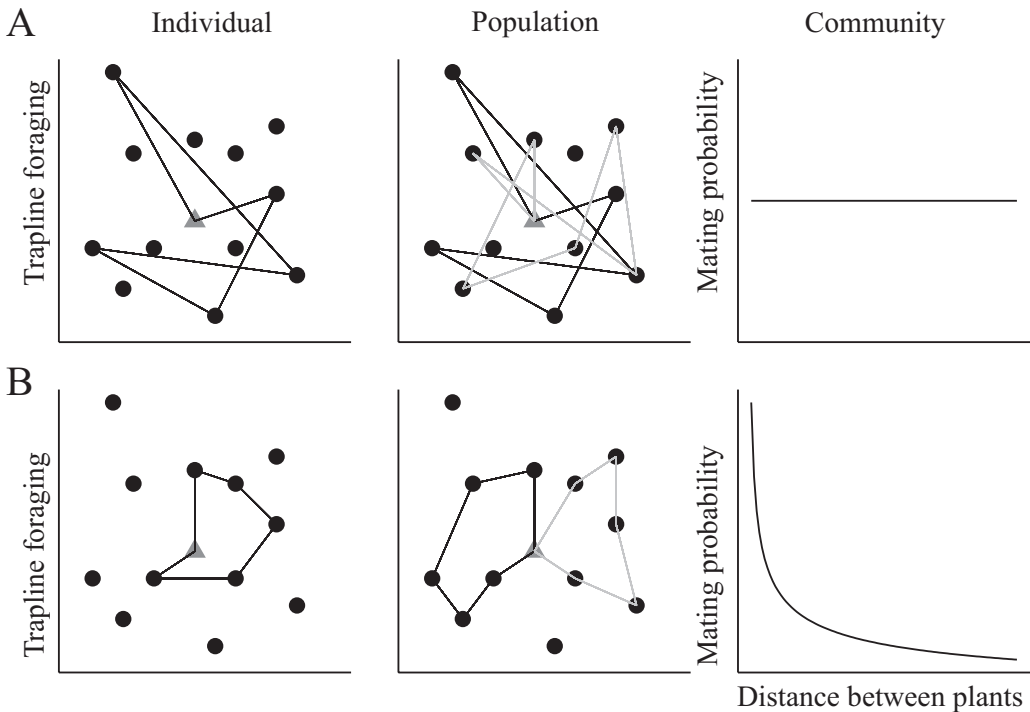 A
Individual
Population
Community
Trapline foraging
Mating probability
B
Trapline foraging
Mating probability
Distance between plants